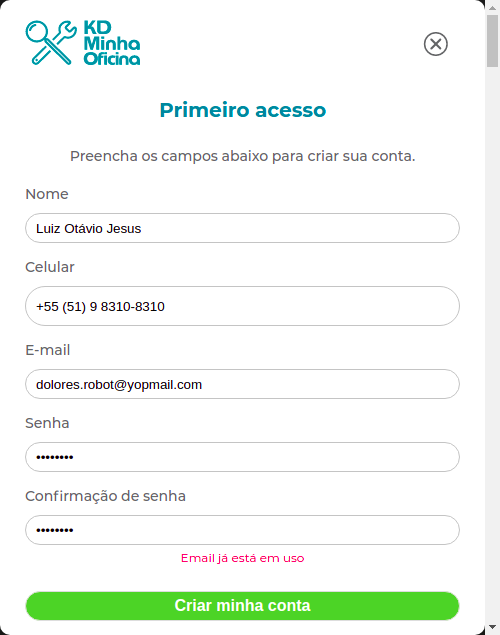 KD
Minha
Oficina
Primeiro acesso
Preencha os campos abaixo para criar sua conta.
Nome
Luiz Otávio Jesus
Celular
+55 (51) 9 8310-8310
E-mail
dolores.robot@yopmail.com
Senha
••••••••
Confirmação de senha
••••••••
Email já está em uso
Criar minha conta